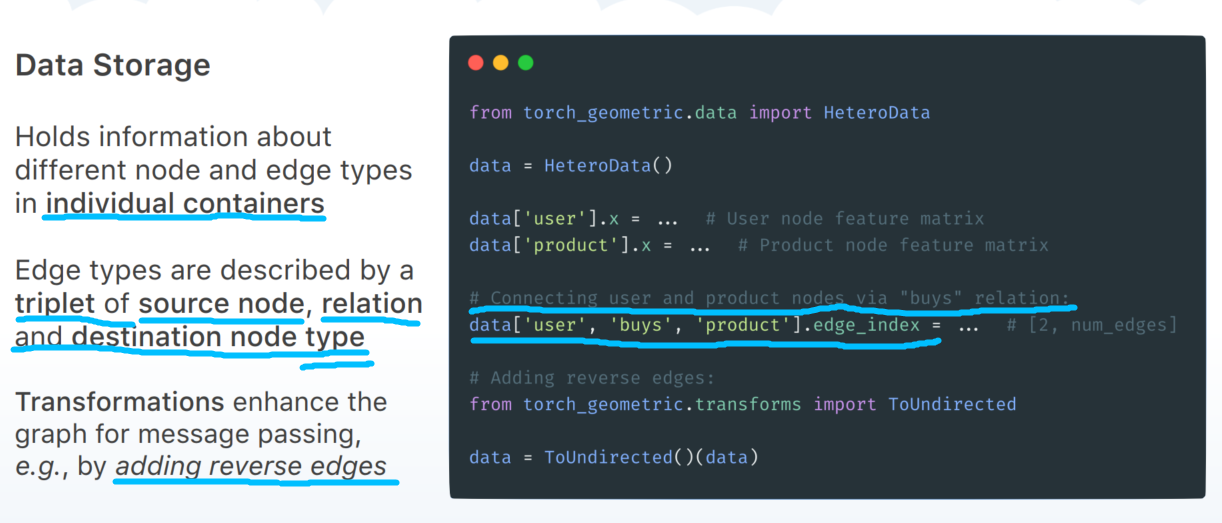 Data Storage
Holds information about
different node and edge types
in individual containers
Edge types are described by a
triplet of source node, relation
and destination node type
Transformations enhance the
graph for message passing,
e.g., by adding reverse edges
from torch_geometric.data import HeteroData
data = HeteroData()
data['user'].x = ... # User node feature matrix
data['product'].x = ... # Product node feature matrix
# Connecting user and product nodes via "buys" relation:
data['user', 'buys', 'product'].edge_index = ... # [2, num_edges]
# Adding reverse edges:
from torch_geometric.transforms import ToUndirected
data = ToUndirected()(data)